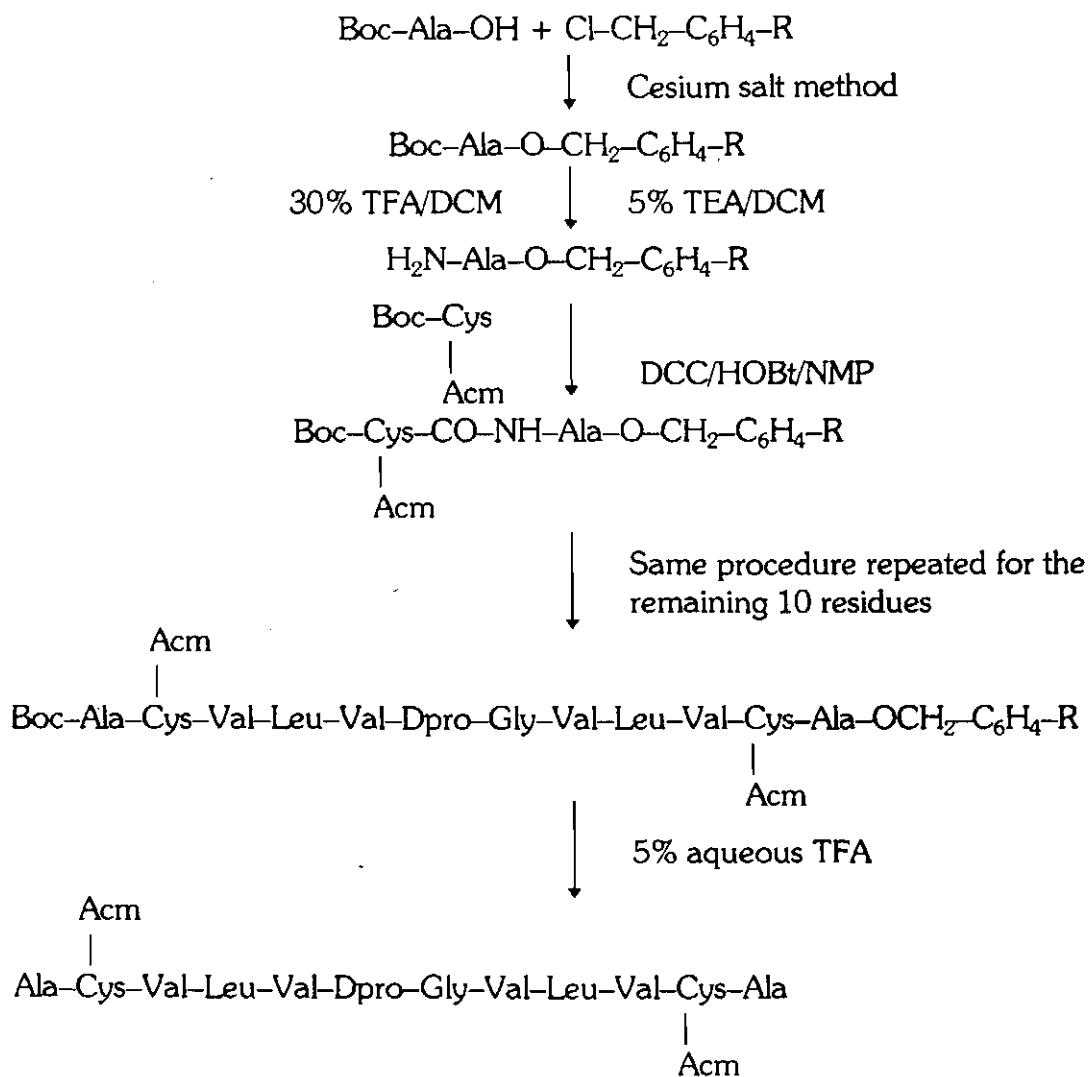 Boc–Ala–OH + Cl–CH₂–C₆H₄–R
Cesium salt method
Boc–Ala–O–CH₂–C₆H₄–R
30% TFA/DCM 5% TEA/DCM
H₂N–Ala–O–CH₂–C₆H₄–R
Boc–Cys
Acm
DCC/HOBt/NMP
Boc–Cys–CO–NH–Ala–O–CH₂–C₆H₄–R
Acm
Same procedure repeated for the
remaining 10 residues
Acm
Boc–Ala–Cys–Val–Leu–Val–Dpro–Gly–Val–Leu–Val–Cys–Ala–OCH₂–C₆H₄–R
Acm
5% aqueous TFA
Acm
Ala–Cys–Val–Leu–Val–Dpro–Gly–Val–Leu–Val–Cys–Ala
Acm